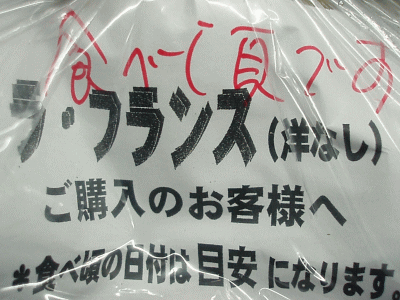 食べ頃です
ラ・フランス(洋なし)
ご購入のお客様へ
*食べ頃の日付は目安になります。